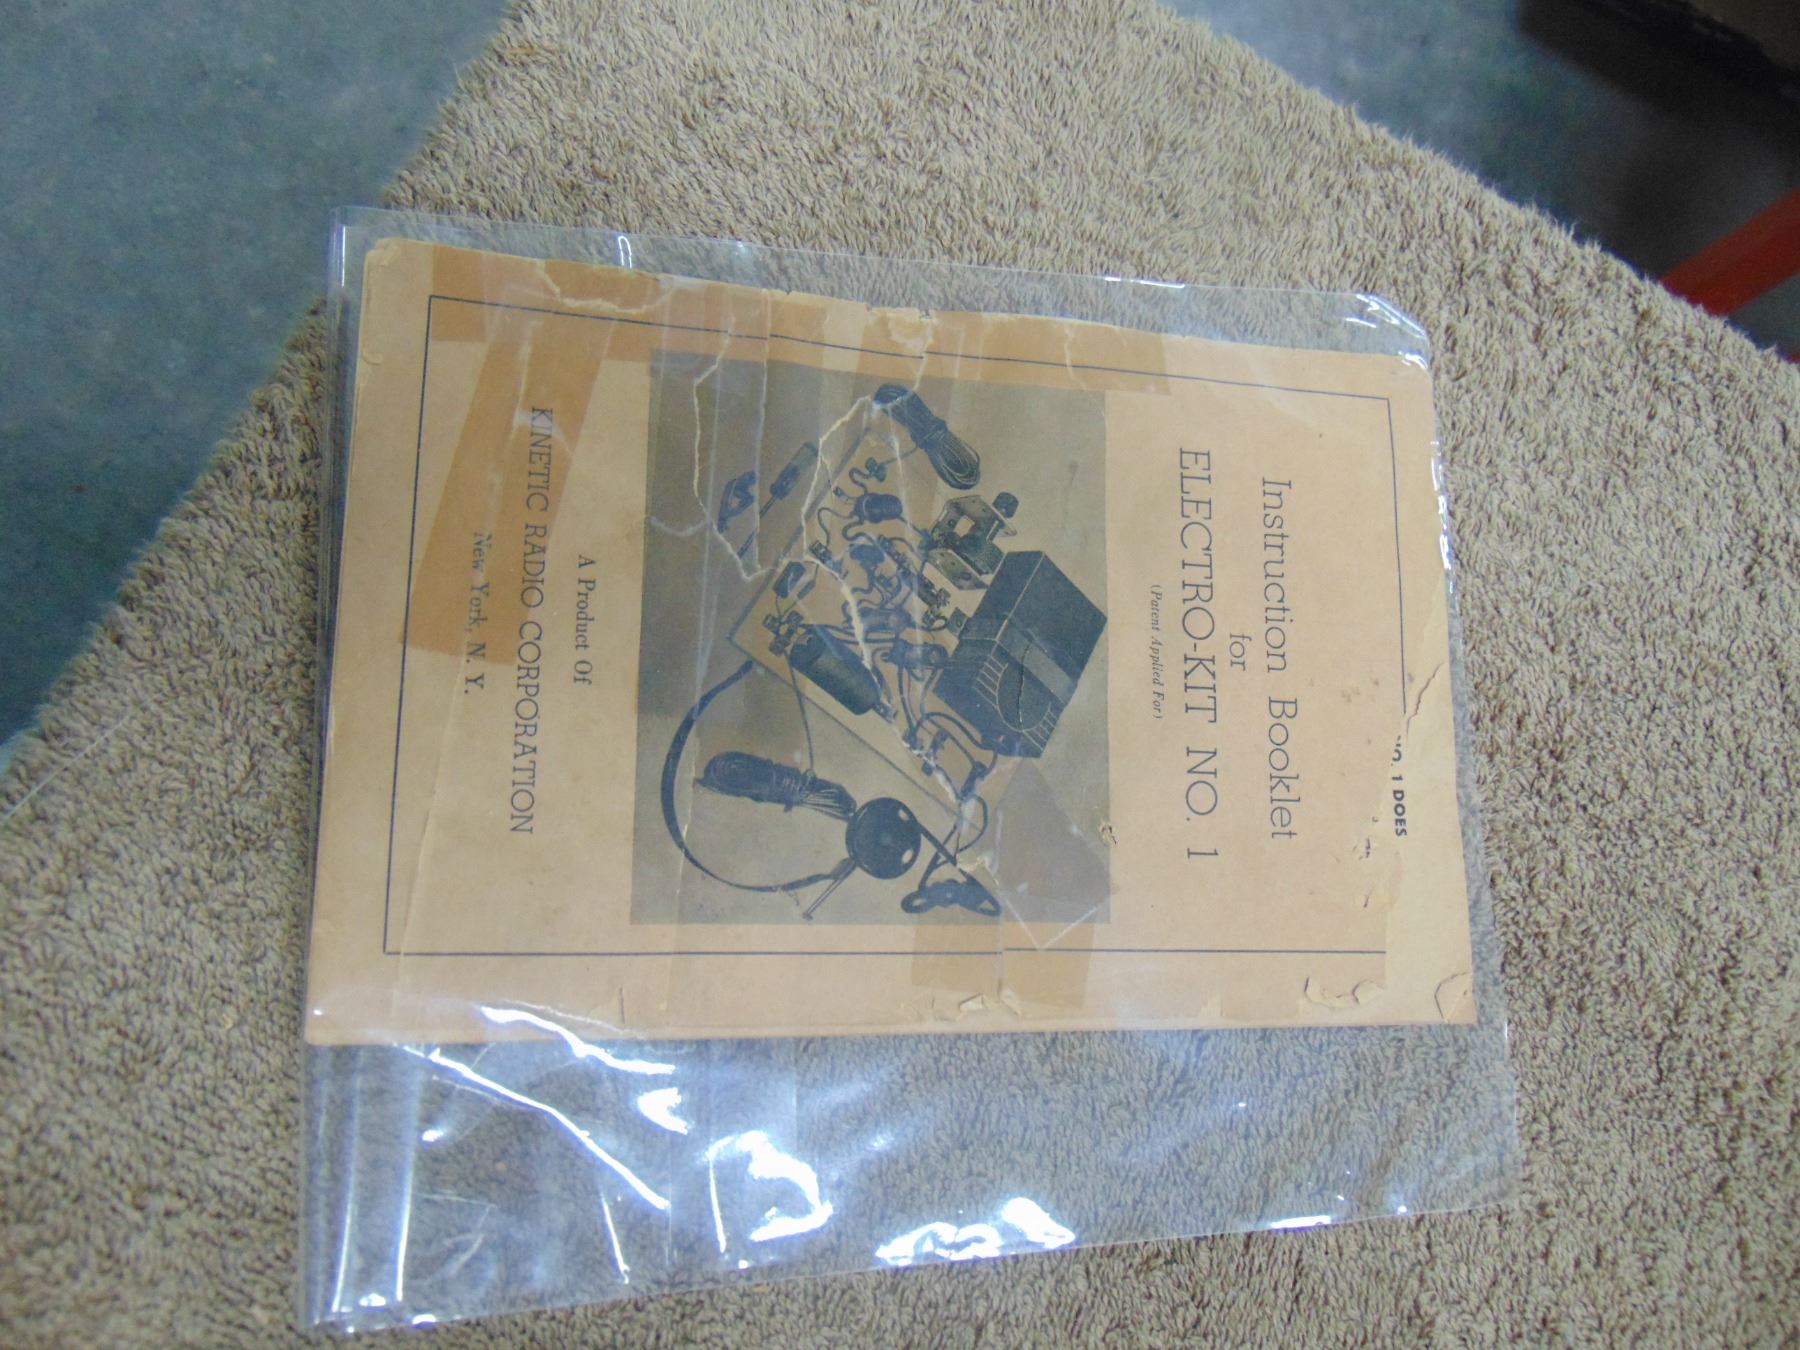 1 DOES
Instruction Booklet
for
ELECTRO-KIT NO. 1
(Patent Applied For)
A Product Of
KINETIC RADIO CORPORATION
New York, N. Y.